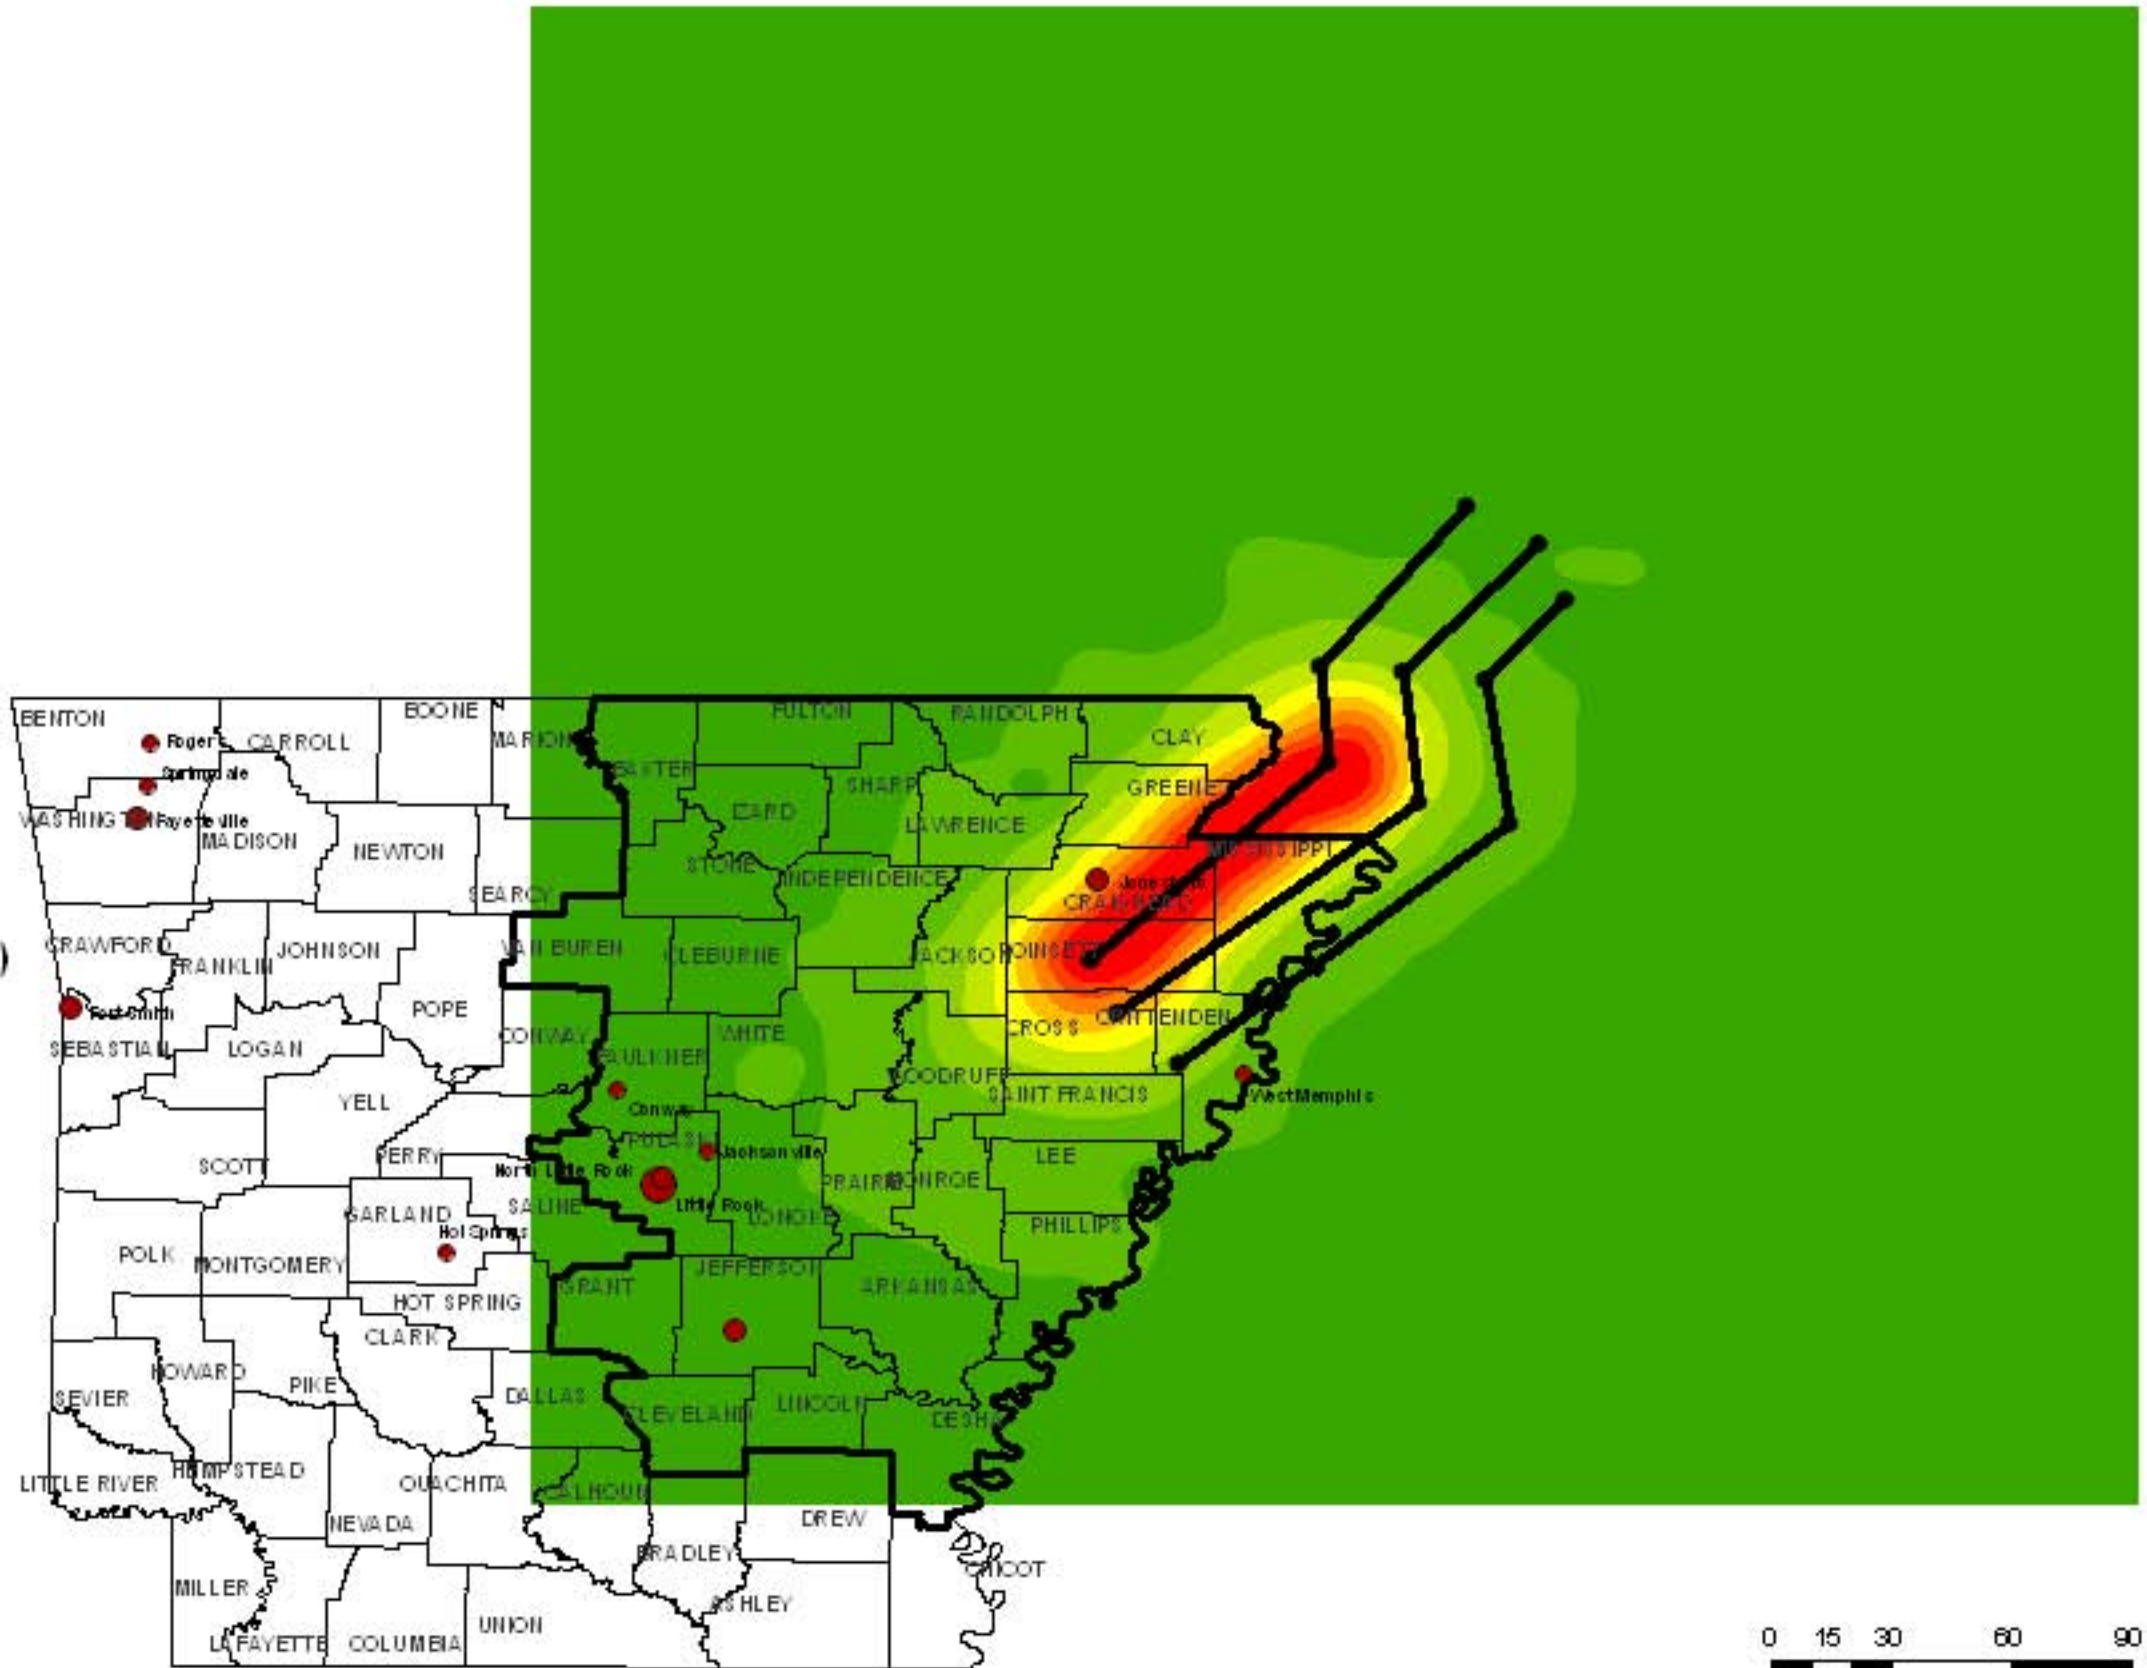 BENTON
BOONE
FULTON
RANDOLPH
CARROLL
MARION
CLAY
Rogers
Springdale
BAXTER
SHARP
GREENE
IZARD
WASHINGTON
Fayetteville
LAWRENCE
MADISON
NEWTON
MISSISSIPPI
STONE
INDEPENDENCE
Jonesboro
SEARCY
CRAIGHEAD
CRAWFORD
JOHNSON
VAN BUREN
CLEBURNE
JACKSON
POINSETT
FRANKLIN
POPE
Fort Smith
CRITTENDEN
CROSS
SEBASTIAN
LOGAN
CONWAY
WHITE
FAULKNER
WOODRUFF
SAINT FRANCIS
West Memphis
YELL
Conway
PULASKI
Jacksonville
PERRY
LEE
SCOTT
North Little Rock
PRAIRIE
MONROE
Little Rock
SALINE
GARLAND
LONOKE
PHILLIPS
Hot Springs
POLK
MONTGOMERY
JEFFERSON
GRANT
ARKANSAS
HOT SPRING
CLARK
HOWARD
PIKE
SEVIER
DALLAS
CLEVELAND
LINCOLN
DESHA
HEMPSTEAD
LITTLE RIVER
OUACHITA
CALHOUN
NEVADA
DREW
BRADLEY
CHICOT
MILLER
ASHLEY
UNION
LAFAYETTE
COLUMBIA
0 15 30 60 90